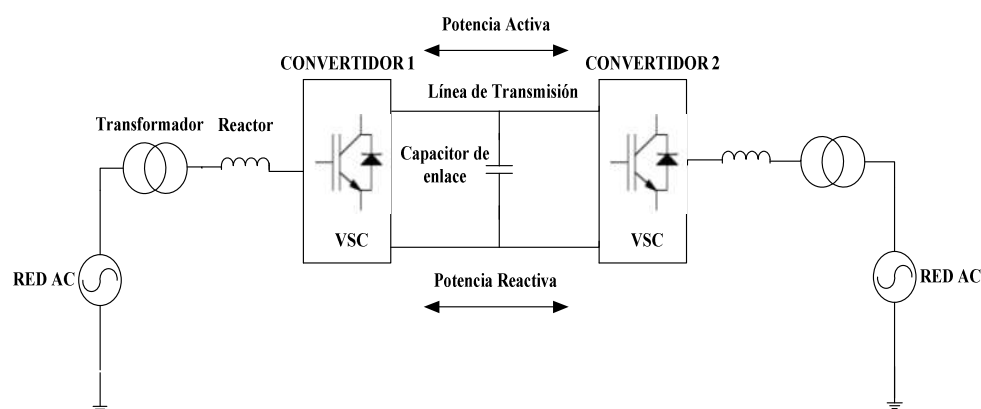 Potencia Activa
CONVERTIDOR 1
CONVERTIDOR 2
Línea de Transmisión
Transformador
Reactor
Capacitor de
enlace
VSC
VSC
RED AC
RED AC
Potencia Reactiva